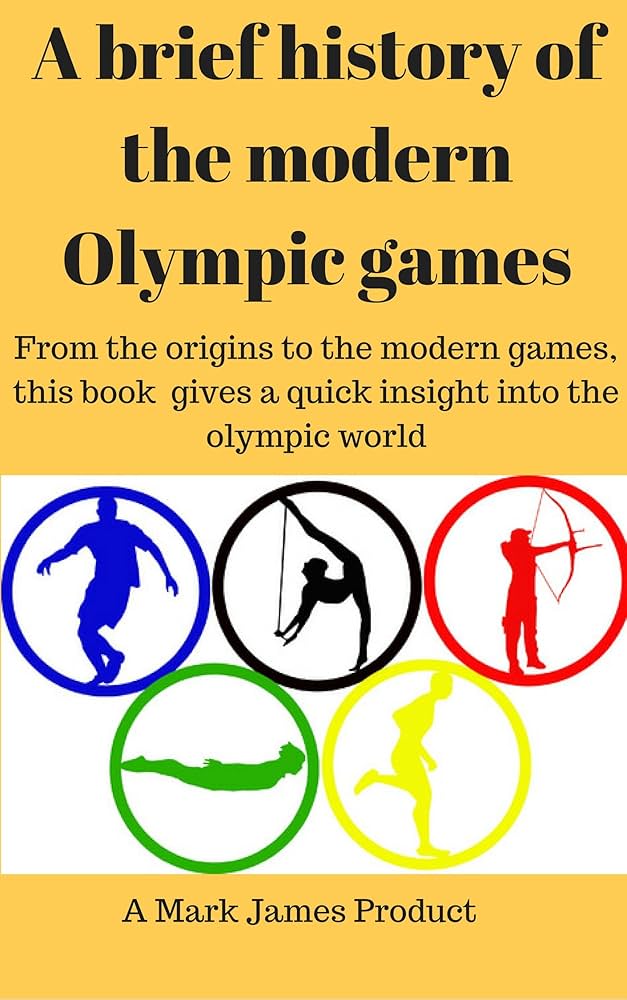 A brief history of
the modern
Olympic games
From the origins to the modern games,
this book  gives a quick insight into the
olympic world
A Mark James Product